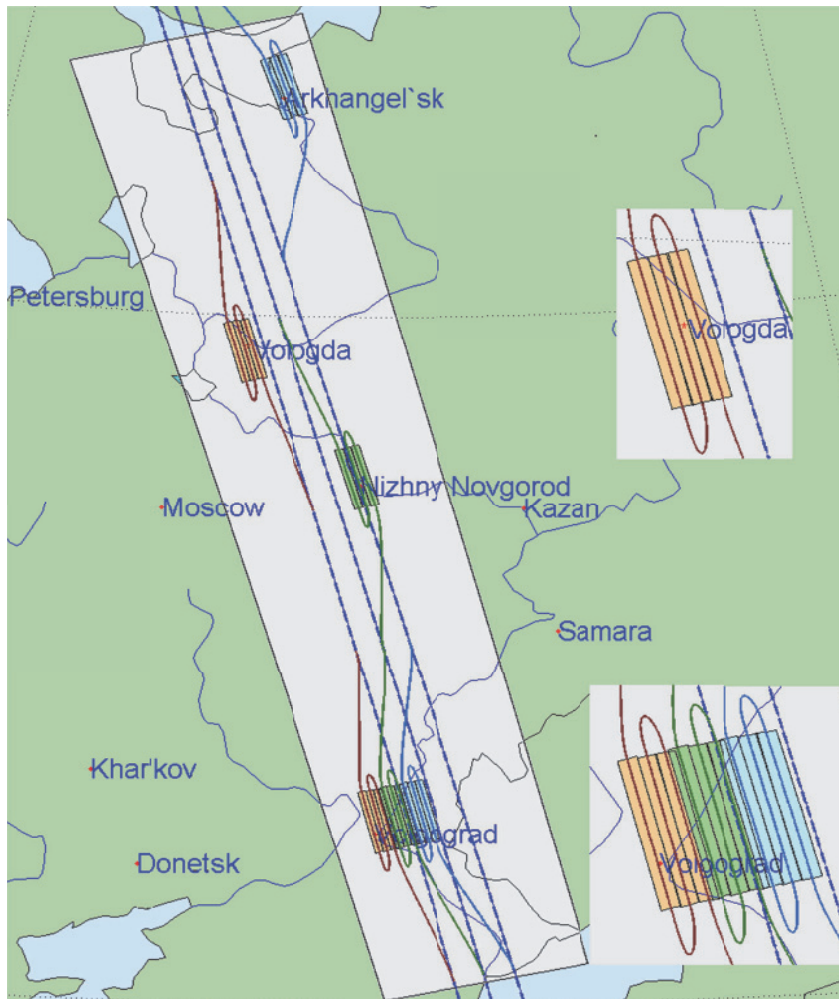 Arkhangel`sk
Petersburg
Vologda
Vologda
Nizhny Novgorod
Moscow
Kazan
Samara
Khar'kov
Volgograd
Volgograd
Donetsk